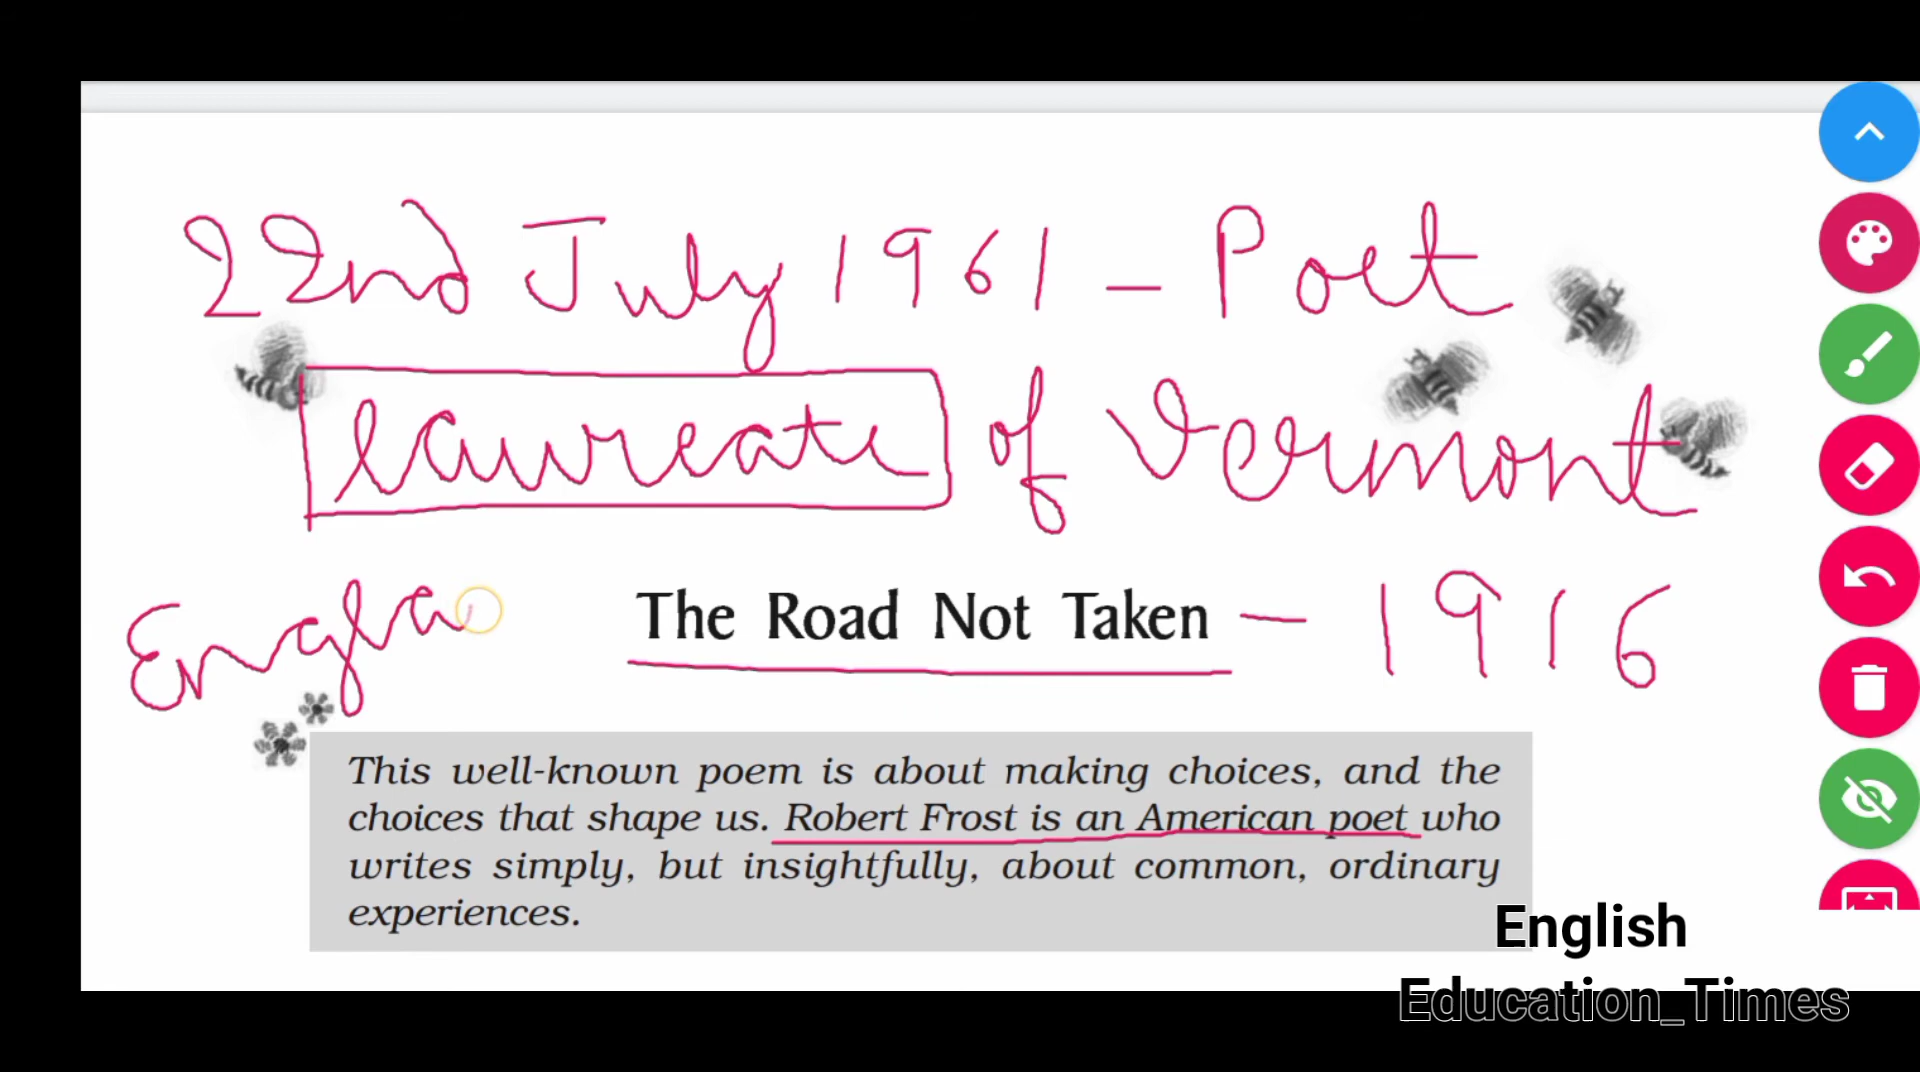 22nd July 1961 - Poet
laureate of Vermont
Engla
The Road Not Taken - 1916
This well-known poem is about making choices, and the
choices that shape us. Robert Frost is an American poet who
writes simply, but insightfully, about common, ordinary
experiences.
English
Education_Times